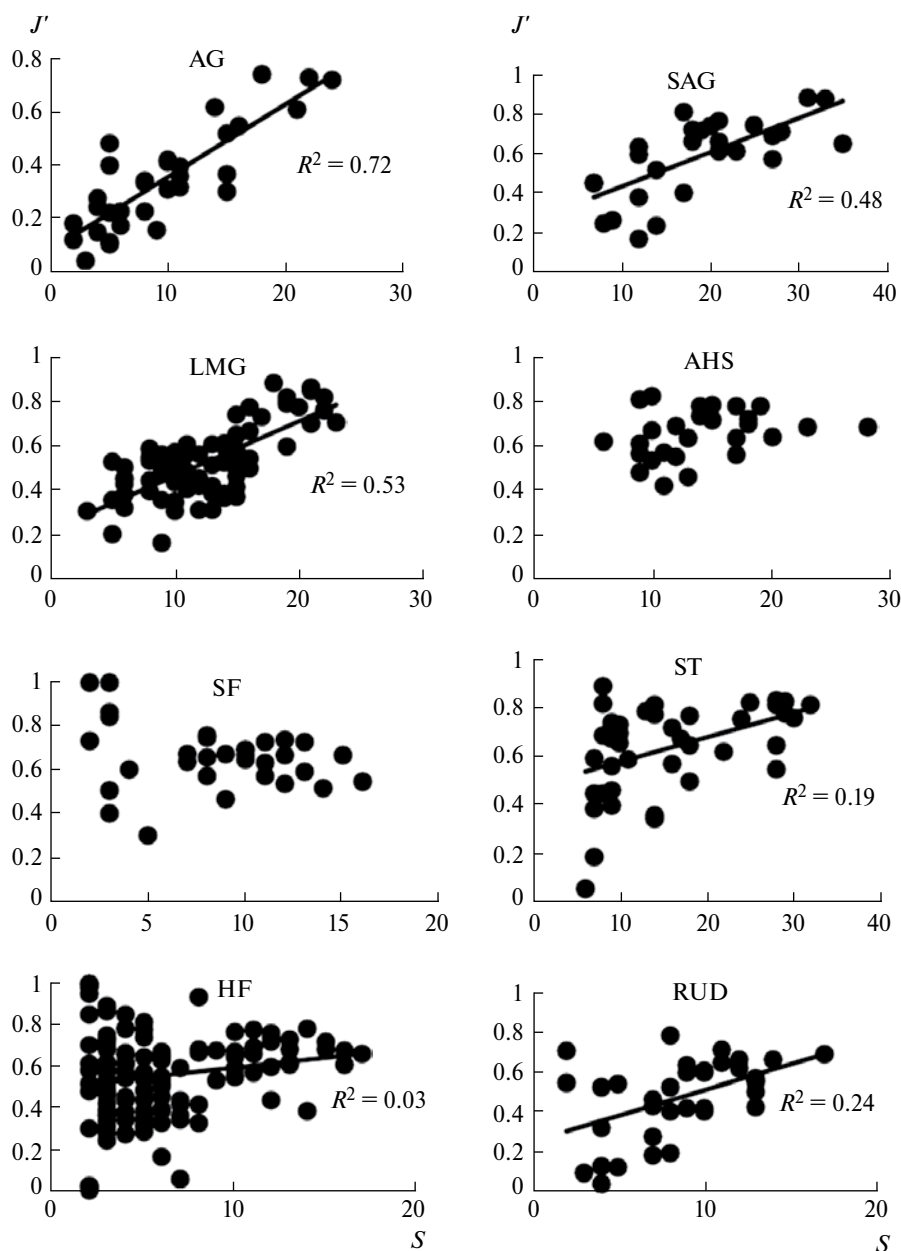 J′ J′
AG
0.8
0.6
0.4
0.2
0
R² = 0.72
0 10 20 30
SAG
1
0.8
0.6
0.4
0.2
0
R² = 0.48
0 10 20 30 40
LMG
1
0.8
0.6
0.4
0.2
0
R² = 0.53
0 10 20 30
AHS
1
0.8
0.6
0.4
0.2
0
0 10 20 30
SF
1
0.8
0.6
0.4
0.2
0
0 5 10 15 20
ST
1
0.8
0.6
0.4
0.2
0
R² = 0.19
0 10 20 30 40
HF
1
0.8
0.6
0.4
0.2
0
R² = 0.03
0 10 20
S
RUD
1
0.8
0.6
0.4
0.2
0
R² = 0.24
0 10 20
S